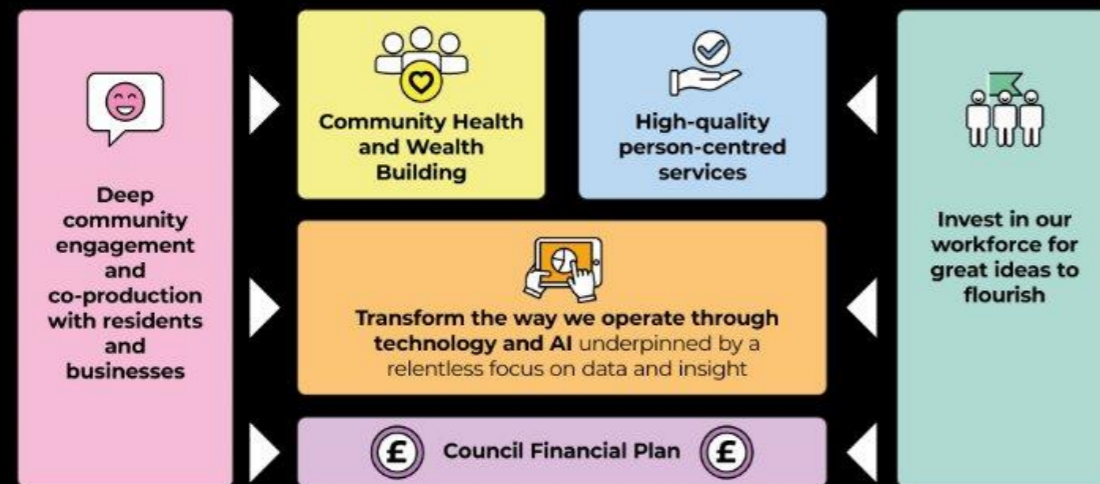 Deep
community
engagement
and
co-production
with residents
and
businesses
Community Health
and Wealth
Building
High-quality
person-centred
services
Transform the way we operate through
technology and AI underpinned by a
relentless focus on data and insight
£ Council Financial Plan £
Invest in our
workforce for
great ideas to
flourish